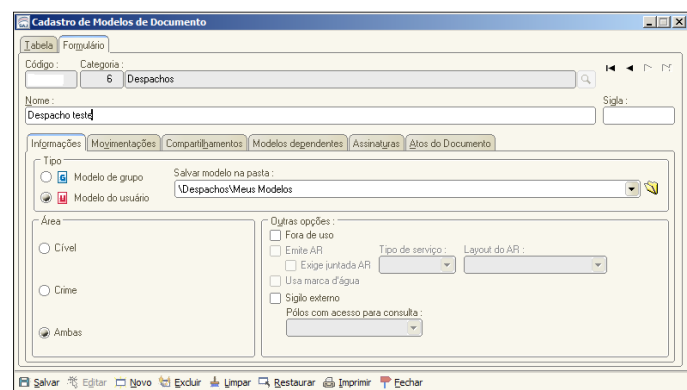 Cadastro de Modelos de Documento
Tabela Formulário
Código : Categoria :
6 Despachos
Nome : Sigla :
Despacho teste
Informações Movimentações Compartilhamentos Modelos dependentes Assinaturas Atos do Documento
Tipo
G Modelo de grupo
U Modelo do usuário
Salvar modelo na pasta :
\Despachos\Meus Modelos
Área
Cível
Crime
Ambas
Outras opções :
Fora de uso
Emite AR Tipo de serviço : Layout do AR :
Exige juntada AR
Usa marca d'água
Sigilo externo
Pólos com acesso para consulta :
Salvar Editar Novo Excluir Limpar Restaurar Imprimir Fechar